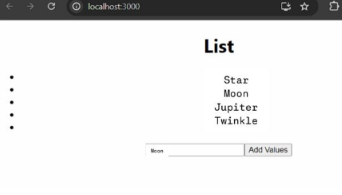 localhost:3000
List
Star
Moon
Jupiter
Twinkle
Moon Add Values